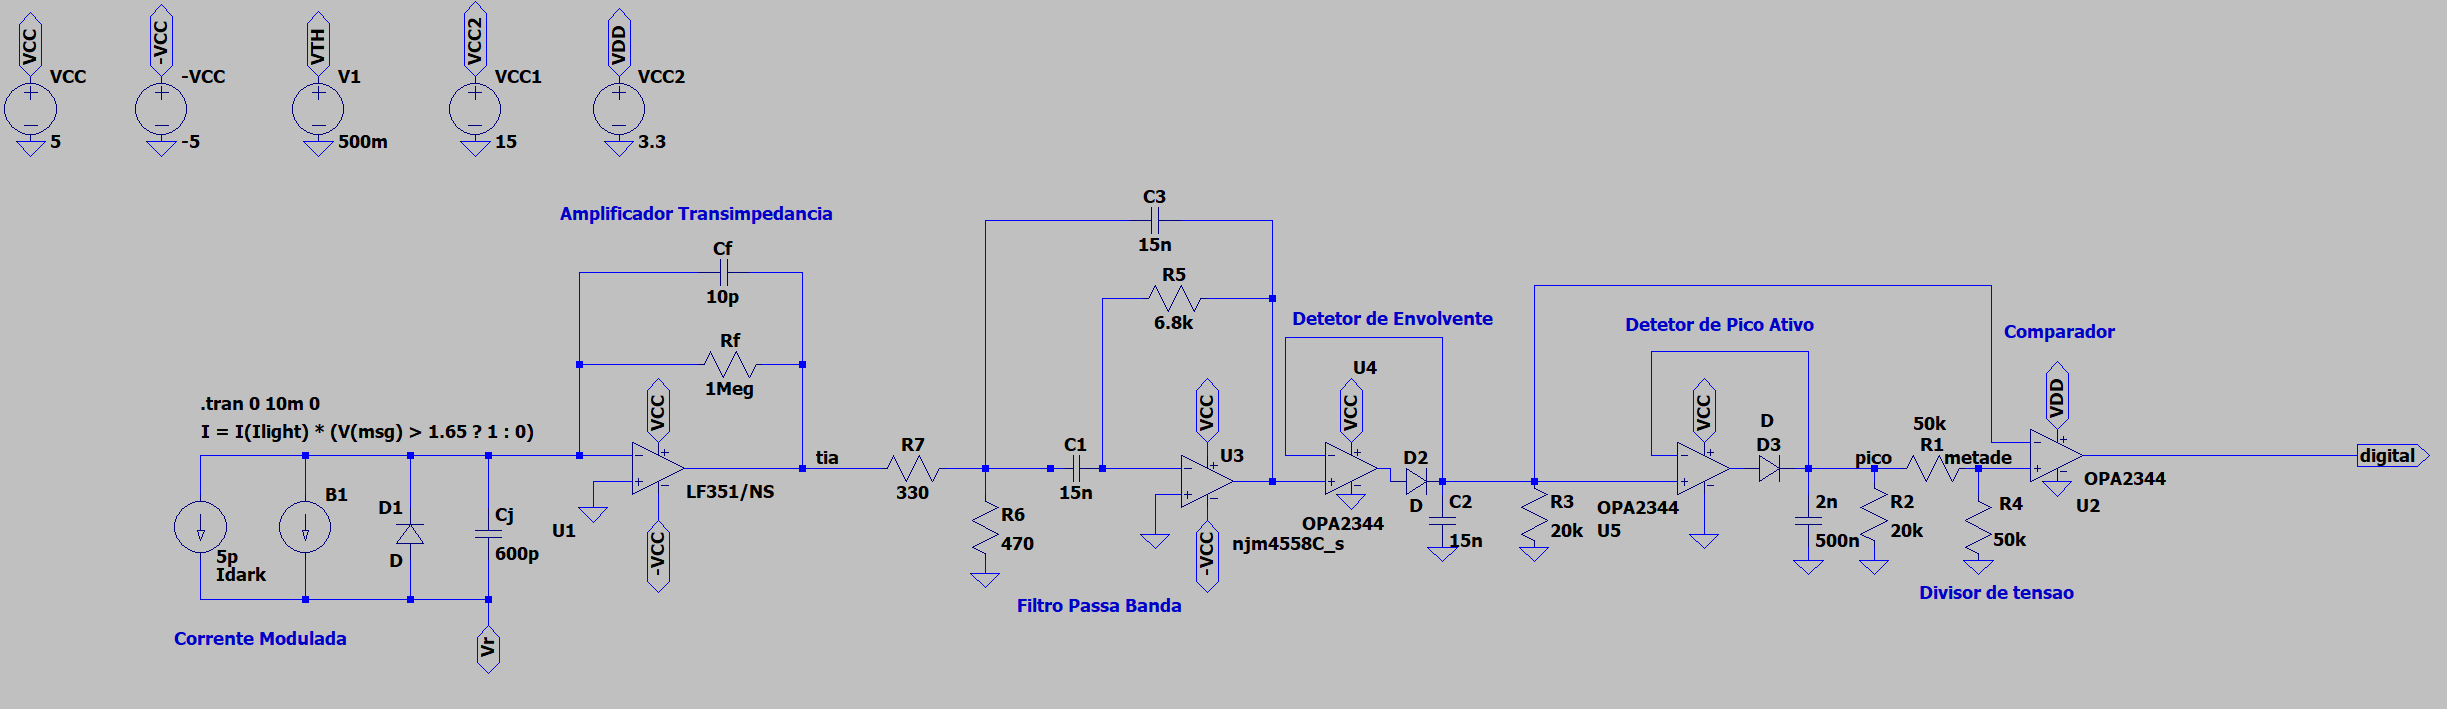 VCC
VCC
5
-VCC
-VCC
-5
VTH
V1
500m
VCC2
VCC1
15
VDD
VCC2
3.3
Amplificador Transimpedancia
Cf
10p
Rf
1Meg
.tran 0 10m 0
I = I(Ilight) * (V(msg) > 1.65 ? 1 : 0)
5p
Idark
B1
D1
D
Cj
600p
Vr
Corrente Modulada
VCC
U1
LF351/NS
-VCC
tia
R7
330
R6
470
C3
15n
R5
6.8k
C1
15n
VCC
U3
njm4558C_s
-VCC
Filtro Passa Banda
Detetor de Envolvente
U4
VCC
OPA2344
D2
D
C2
15n
R3
20k
Detetor de Pico Ativo
VCC
OPA2344
U5
D
D3
2n
500n
pico
R2
20k
50k
R1
metade
R4
50k
Divisor de tensao
Comparador
VDD
OPA2344
U2
digital